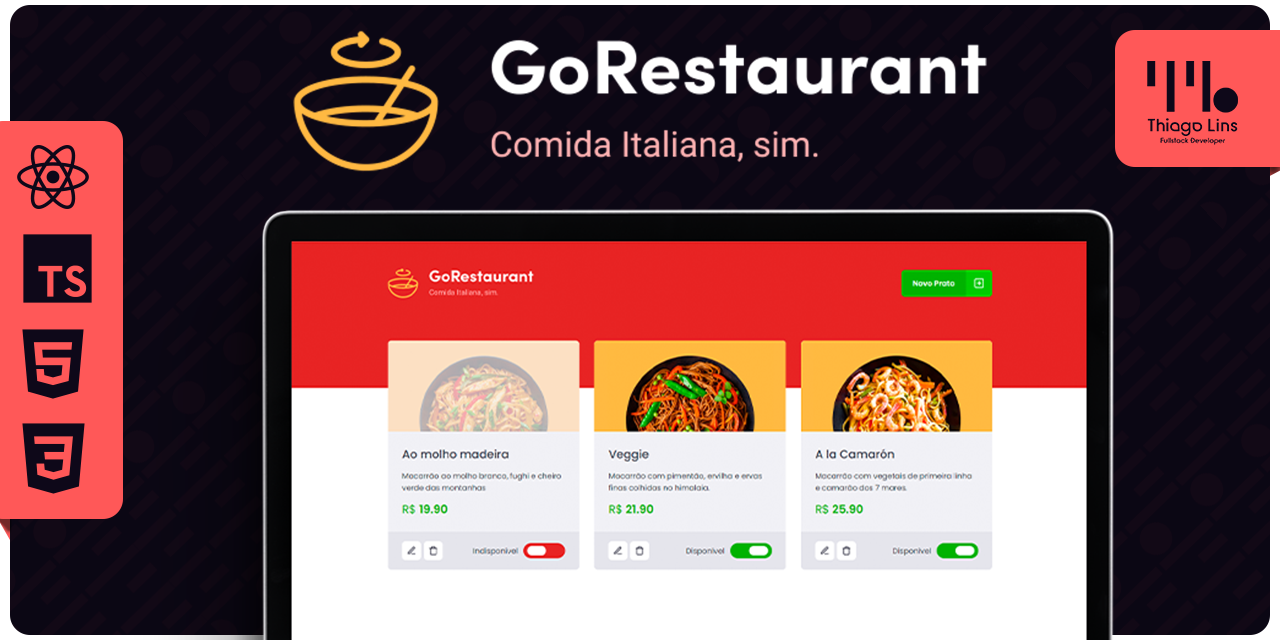 GoRestaurant
Comida Italiana, sim.
Thiago Lins
Fullstack Developer
TS
5
3
GoRestaurant
Comida Italiana, sim.
Novo Prato
Ao molho madeira
Macarrão ao molho branco, fughi e cheiro
verde das montanhas
R$ 19.90
Indisponível
Veggie
Macarrão com pimentão, ervilha e ervas
finas colhidas no himalaia.
R$ 21.90
Disponível
A la Camarón
Macarrão com vegetais de primeira linha
e camarão dos 7 mares.
R$ 25.90
Disponível